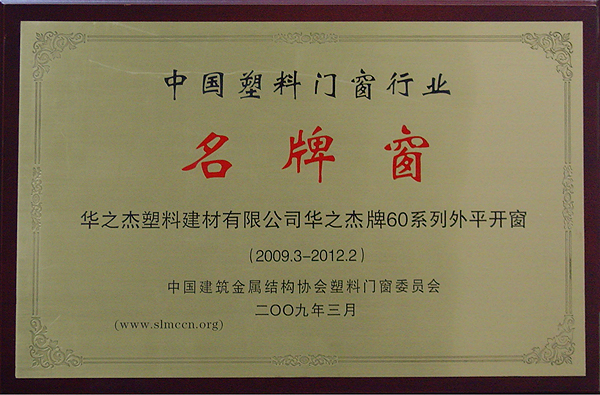 中国塑料门窗行业
名牌窗
华之杰塑料建材有限公司华之杰牌60系列外平开窗
(2009.3-2012.2)
中国建筑金属结构协会塑料门窗委员会
二〇〇九年三月
(www.slmccn.org)